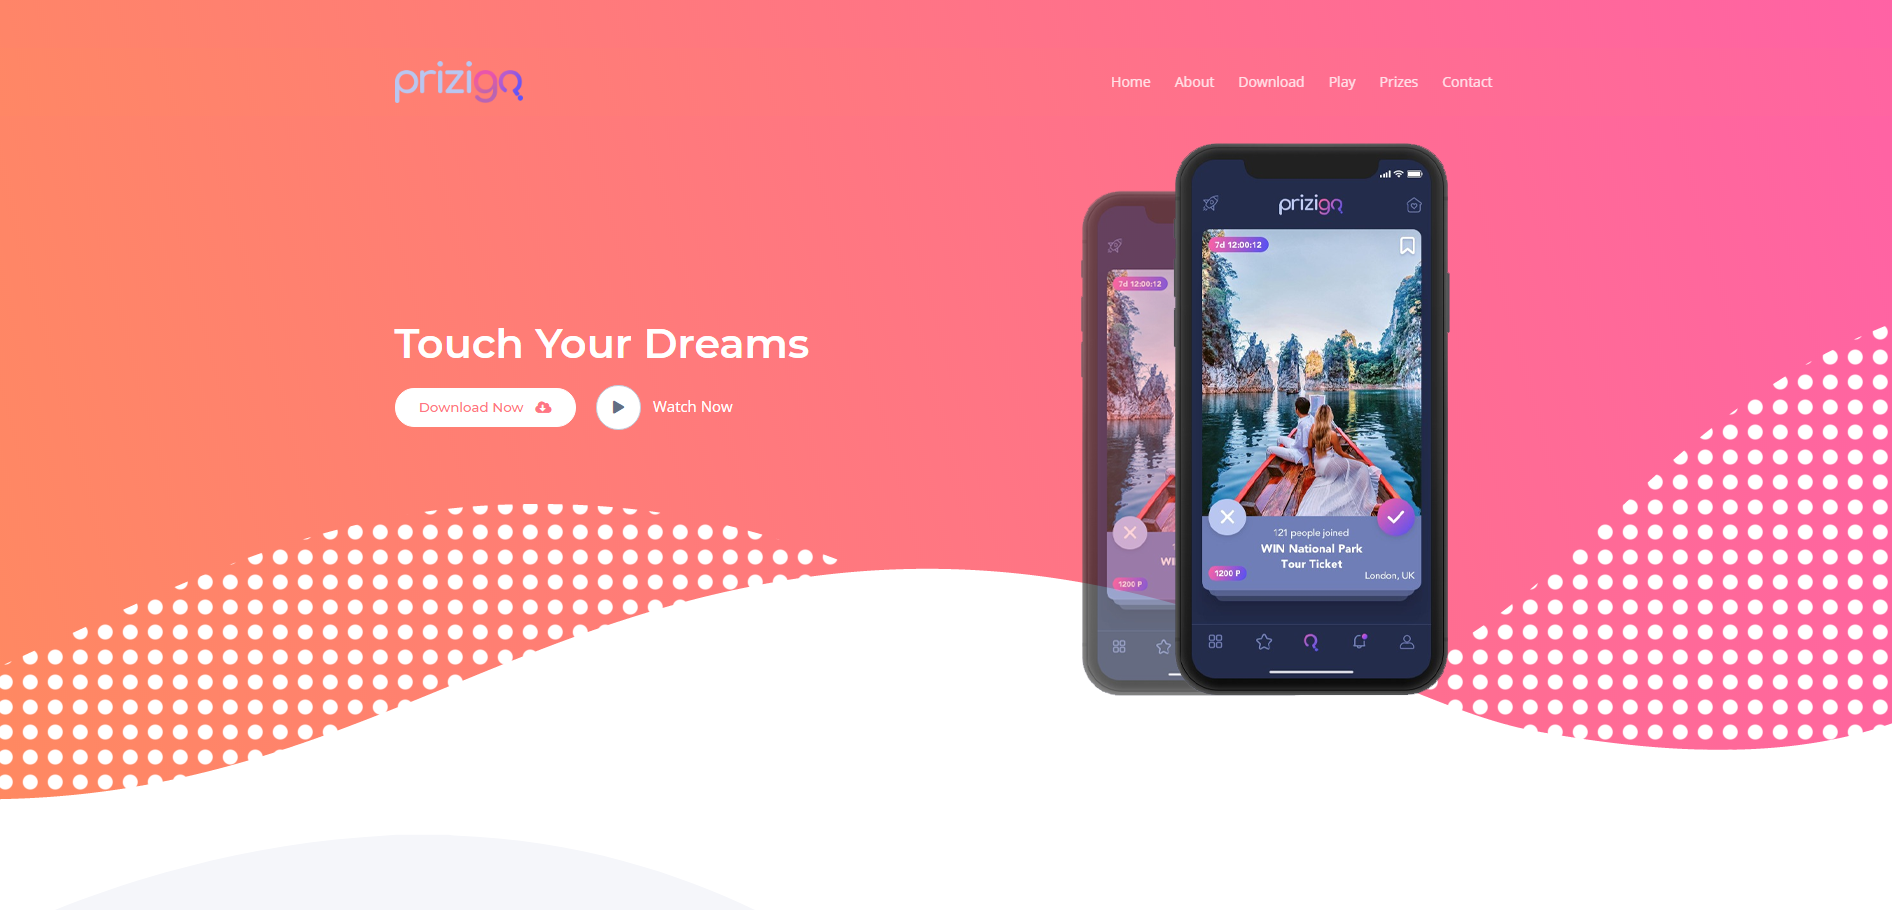 prizigo
Home About Download Play Prizes Contact
Touch Your Dreams
Download Now
Watch Now
7d 12:00:12
1200 P
prizigo
7d 12:00:12
121 people joined
WIN National Park
Tour Ticket
1200 P
London, UK